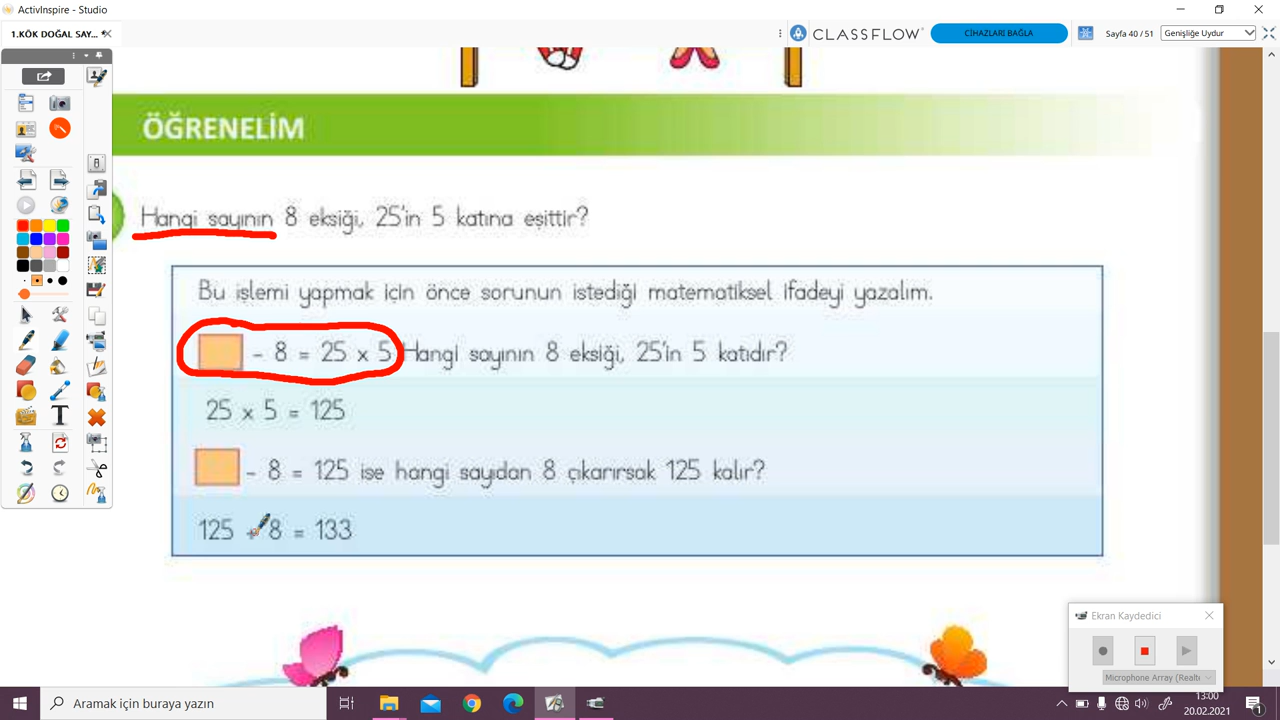 ActivInspire - Studio
1.KÖK DOĞAL SAY...
CLASSFLOW
CİHAZLARI BAĞLA
Sayfa 40 / 51
Genişliğe Uydur
ÖĞRENELİM
Hangi sayının 8 eksiği, 25'in 5 katına eşittir?
Bu işlemi yapmak için önce sorunun istediği matematiksel ifadeyi yazalım.
- 8 = 25 x 5 Hangi sayının 8 eksiği, 25'in 5 katıdır?
25 x 5 = 125
- 8 = 125 ise hangi sayıdan 8 çıkarırsak 125 kalır?
125 + 8 = 133
Ekran Kaydedici
Microphone Array (Realte
Aramak için buraya yazın
13:00
20.02.2021
1